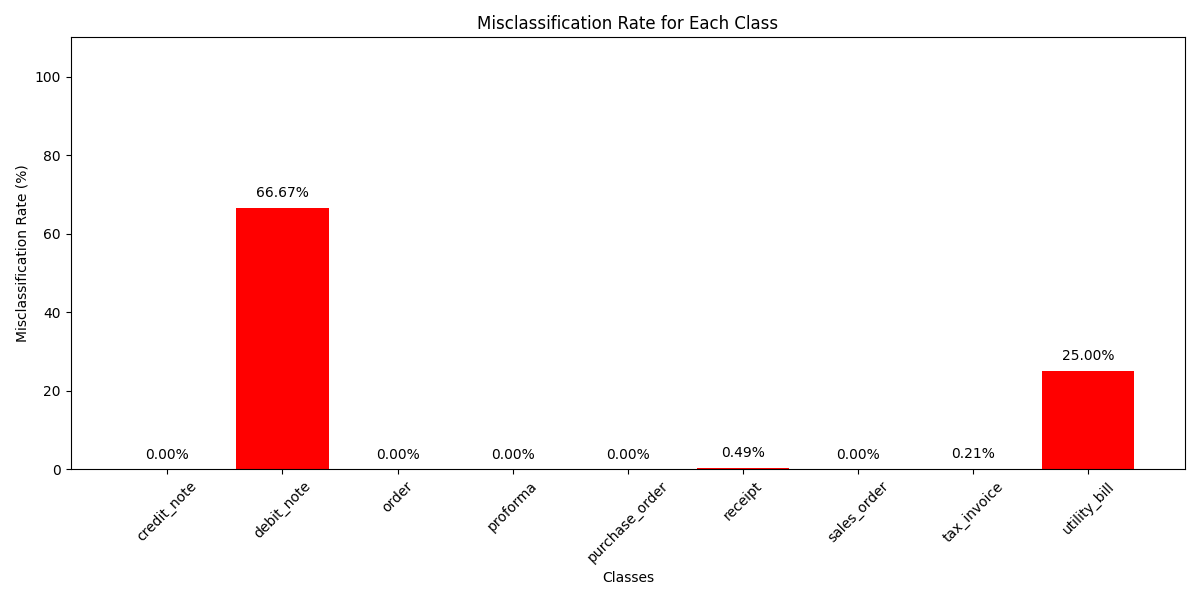 Misclassification Rate for Each Class
Misclassification Rate (%)
100
80
60
40
20
0
0.00%
66.67%
0.00%
0.00%
0.00%
0.49%
0.00%
0.21%
25.00%
credit_note
debit_note
order
proforma
purchase_order
receipt
sales_order
tax_invoice
utility_bill
Classes